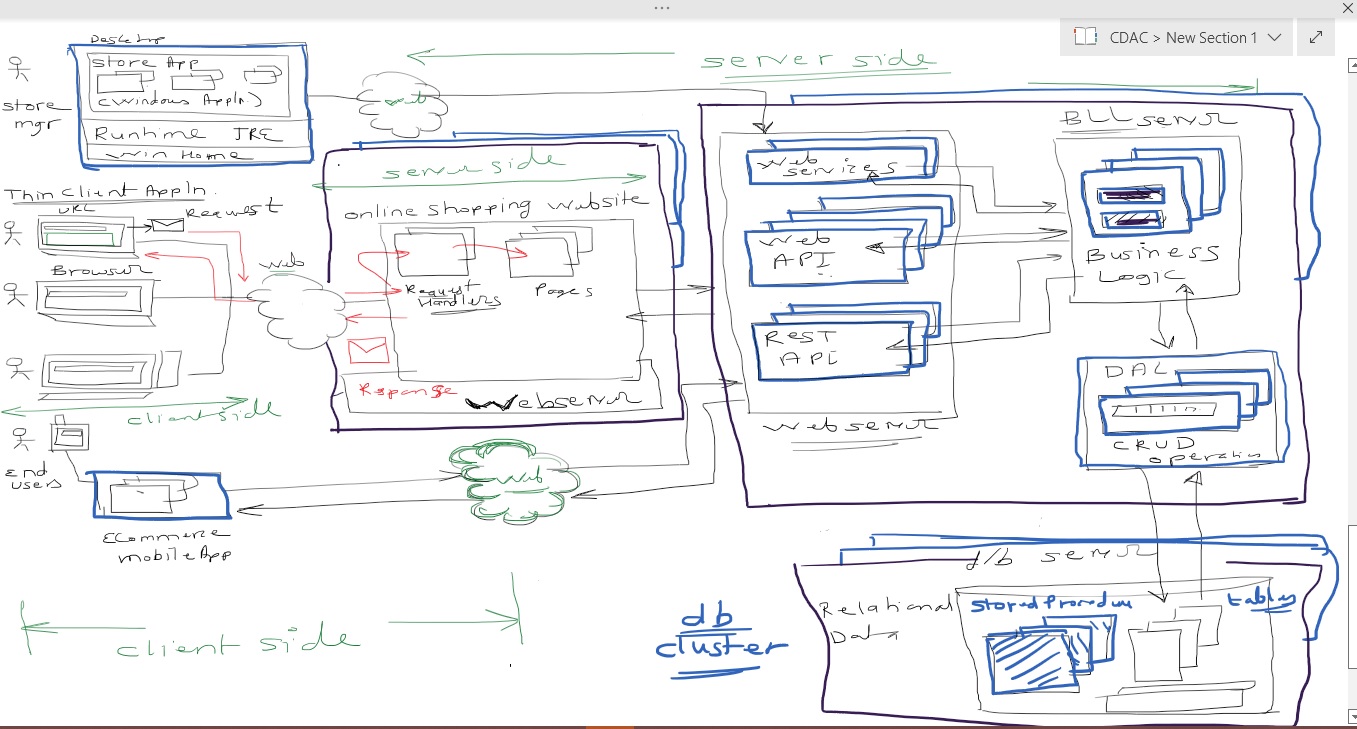 CDAC > New Section 1
Desktop
store App
(Windows Appln.)
Runtime JRE
Win Home
store
mgr
web
server side
Thin Client Appln.
URL
Request
Browser
web
client side
End
users
ECommerce
mobile App
client side
server side
online shopping website
Request
Handlers
Pages
Response
Webserver
web
Web
services
Web
API
REST
API
Webserver
BLL server
Business
Logic
DAL
CRUD
operation
d/b server
Relational
Data
Stored Procedure
tables
db
cluster